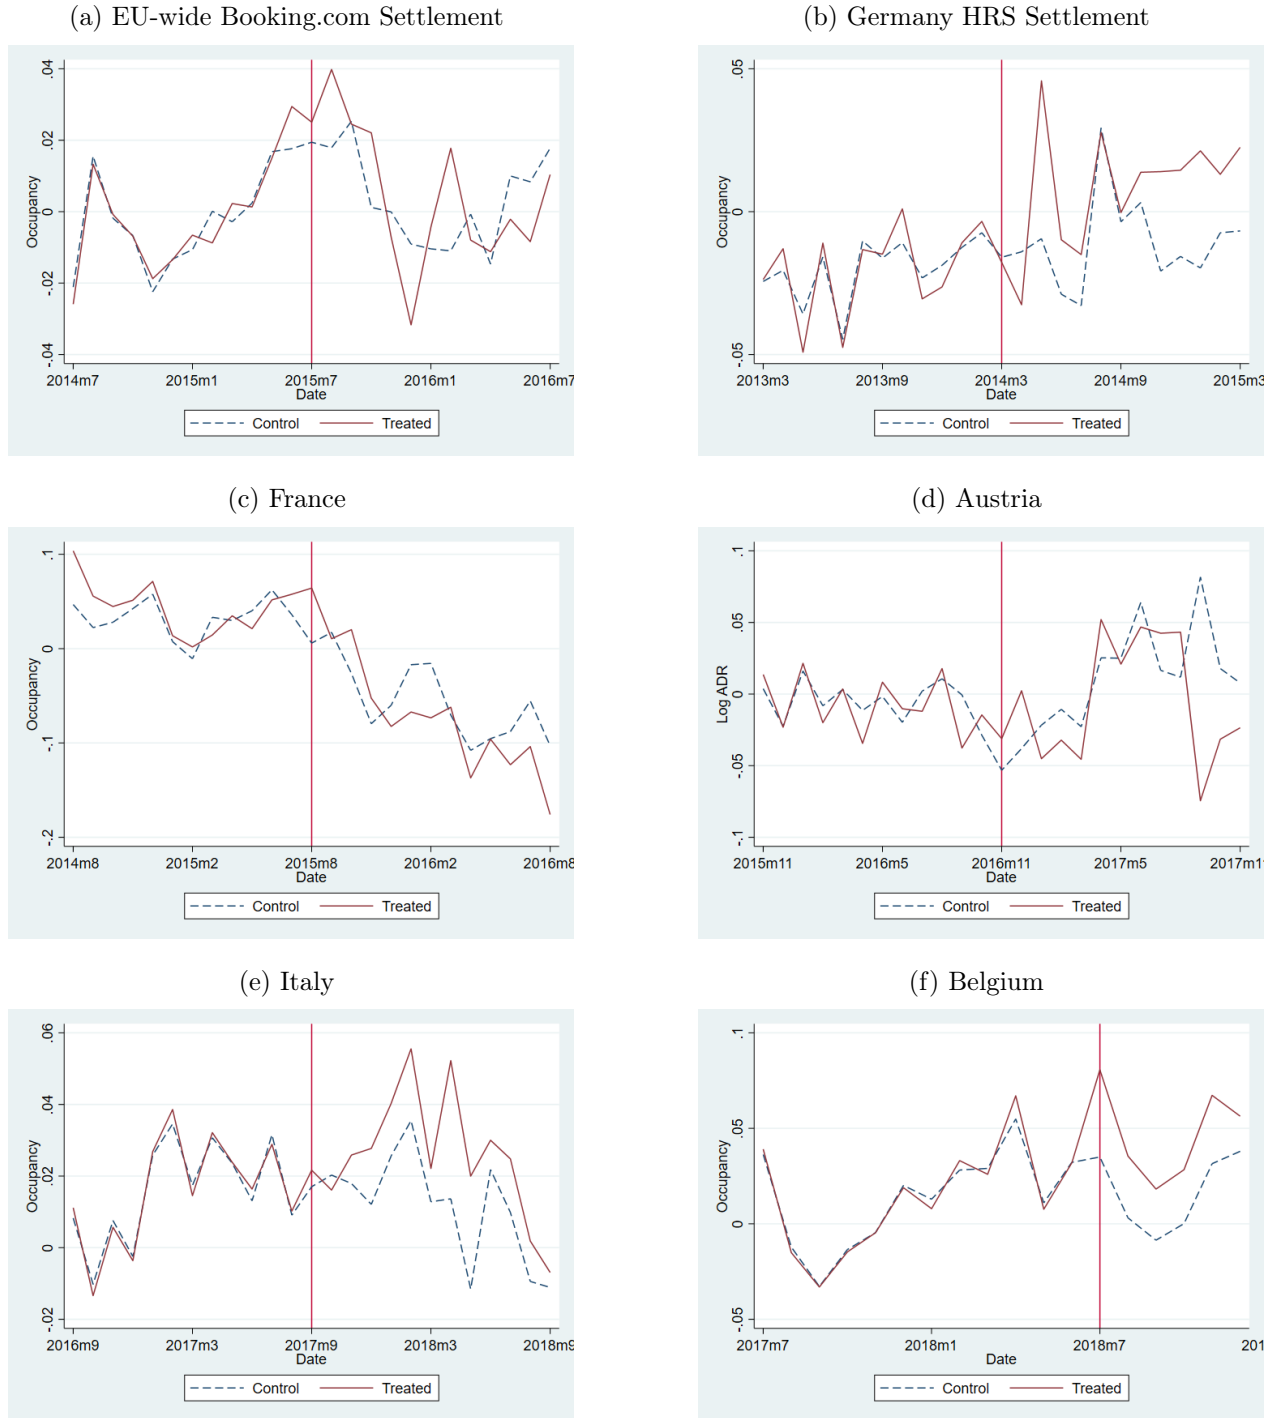 (a) EU-wide Booking.com Settlement
.04
.02
0
-.02
-.04
Occupancy
2014m7 2015m1 2015m7 2016m1 2016m7
Date
Control Treated
(b) Germany HRS Settlement
.05
0
-.05
Occupancy
2013m3 2013m9 2014m3 2014m9 2015m3
Date
Control Treated
(c) France
.1
0
-.1
-.2
Occupancy
2014m8 2015m2 2015m8 2016m2 2016m8
Date
Control Treated
(d) Austria
.1
.05
0
-.05
-.1
Log ADR
2015m11 2016m5 2016m11 2017m5 2017m1
Date
Control Treated
(e) Italy
.06
.04
.02
0
-.02
Occupancy
2016m9 2017m3 2017m9 2018m3 2018m9
Date
Control Treated
(f) Belgium
.1
.05
0
-.05
Occupancy
2017m7 2018m1 2018m7 201
Date
Control Treated